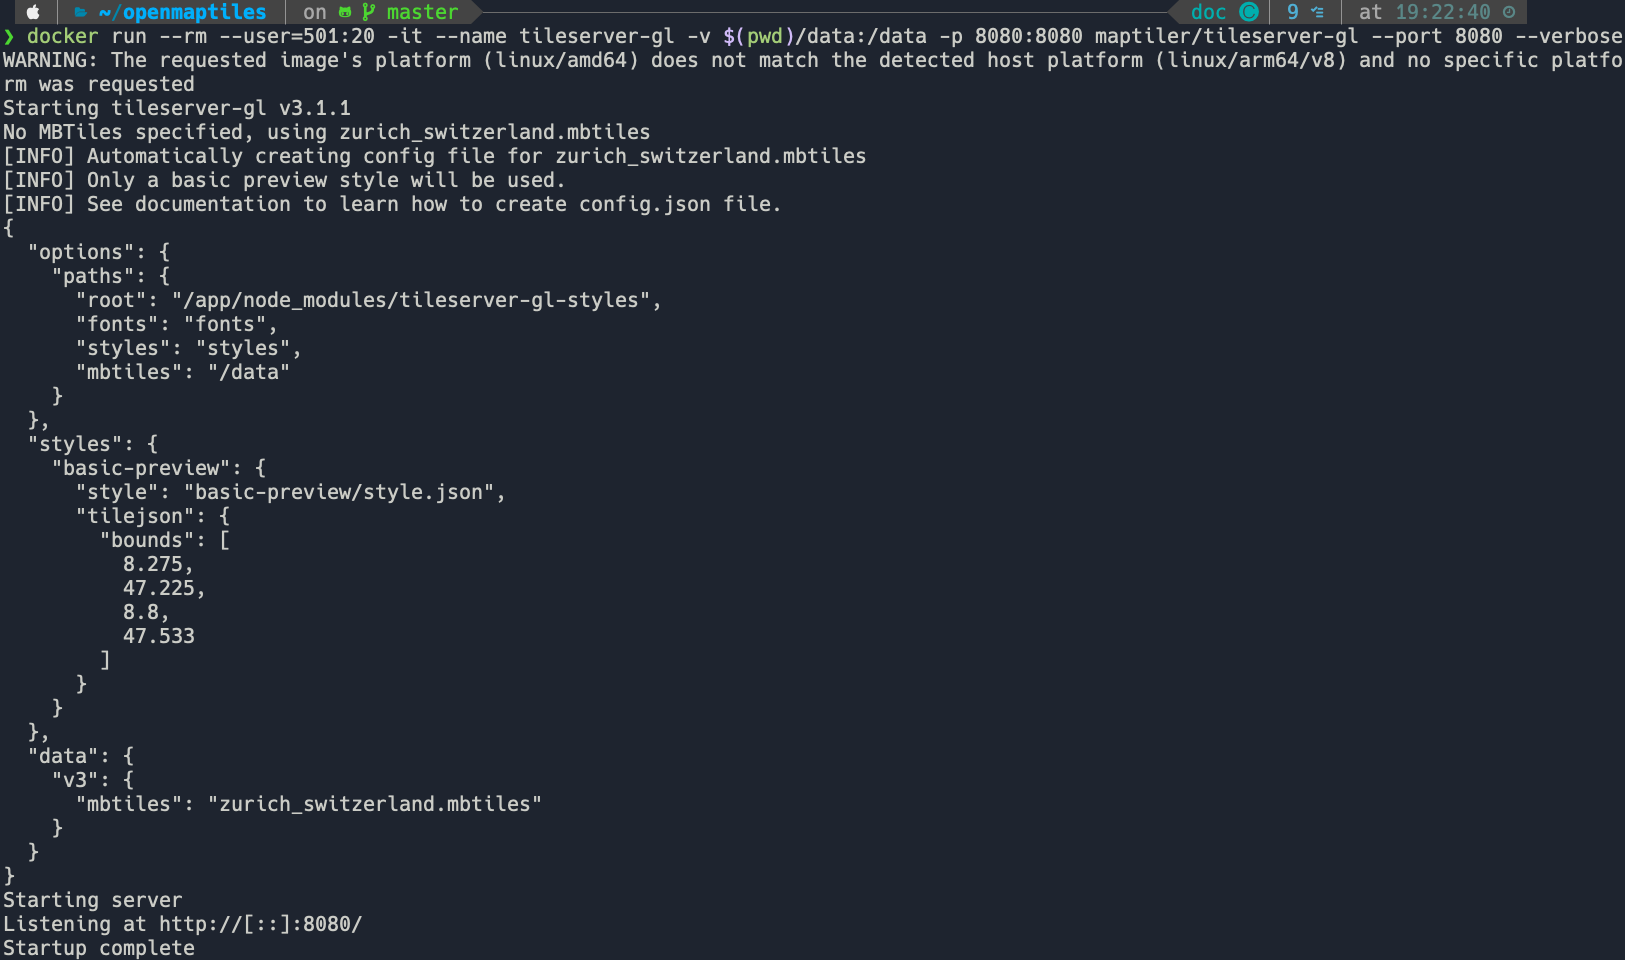 ~/openmaptiles on master doc 9 at 19:22:40
❯ docker run --rm --user=501:20 -it --name tileserver-gl -v $(pwd)/data:/data -p 8080:8080 maptiler/tileserver-gl --port 8080 --verbose
WARNING: The requested image's platform (linux/amd64) does not match the detected host platform (linux/arm64/v8) and no specific platfo
rm was requested
Starting tileserver-gl v3.1.1
No MBTiles specified, using zurich_switzerland.mbtiles
[INFO] Automatically creating config file for zurich_switzerland.mbtiles
[INFO] Only a basic preview style will be used.
[INFO] See documentation to learn how to create config.json file.
{
  "options": {
    "paths": {
      "root": "/app/node_modules/tileserver-gl-styles",
      "fonts": "fonts",
      "styles": "styles",
      "mbtiles": "/data"
    }
  },
  "styles": {
    "basic-preview": {
      "style": "basic-preview/style.json",
      "tilejson": {
        "bounds": [
          8.275,
          47.225,
          8.8,
          47.533
        ]
      }
    }
  },
  "data": {
    "v3": {
      "mbtiles": "zurich_switzerland.mbtiles"
    }
  }
}
Starting server
Listening at http://[::]:8080/
Startup complete